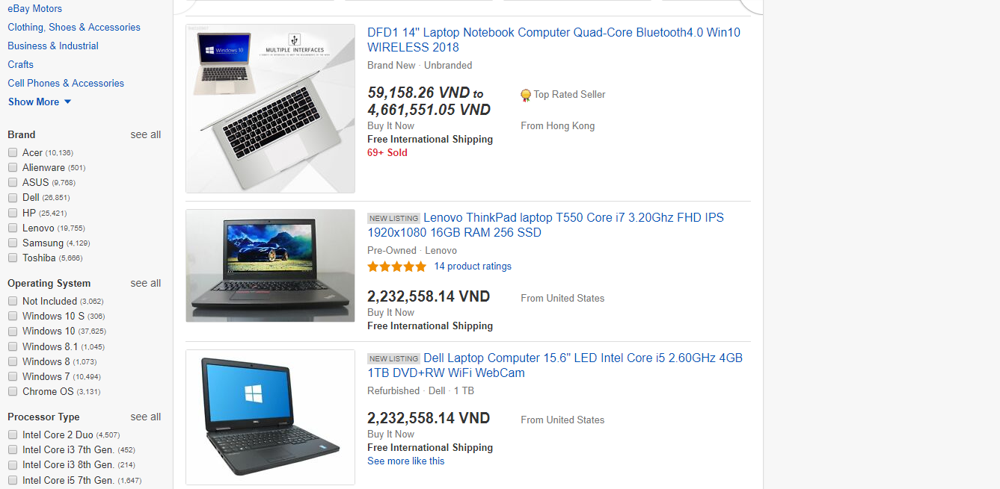 eBay Motors
Clothing, Shoes & Accessories
Business & Industrial
Crafts
Cell Phones & Accessories
Show More
Brand see all
Acer (10,136)
Alienware (501)
ASUS (9,768)
Dell (26,851)
HP (25,421)
Lenovo (19,755)
Samsung (4,129)
Toshiba (5,666)
Operating System see all
Not Included (3,062)
Windows 10 S (306)
Windows 10 (37,625)
Windows 8.1 (1,045)
Windows 8 (1,073)
Windows 7 (10,494)
Chrome OS (3,131)
Processor Type see all
Intel Core 2 Duo (4,507)
Intel Core i3 7th Gen. (452)
Intel Core i3 8th Gen. (214)
Intel Core i5 7th Gen. (1,647)
Windows 10
MULTIPLE INTERFACES
DFD1 14" Laptop Notebook Computer Quad-Core Bluetooth4.0 Win10
WIRELESS 2018
Brand New · Unbranded
59,158.26 VND to
4,661,551.05 VND
Buy It Now
Free International Shipping
69+ Sold
Top Rated Seller
From Hong Kong
NEW LISTING Lenovo ThinkPad laptop T550 Core i7 3.20Ghz FHD IPS
1920x1080 16GB RAM 256 SSD
Pre-Owned · Lenovo
14 product ratings
2,232,558.14 VND
Buy It Now
Free International Shipping
From United States
NEW LISTING Dell Laptop Computer 15.6" LED Intel Core i5 2.60GHz 4GB
1TB DVD+RW WiFi WebCam
Refurbished · Dell · 1 TB
2,232,558.14 VND
Buy It Now
Free International Shipping
See more like this
From United States
DELL